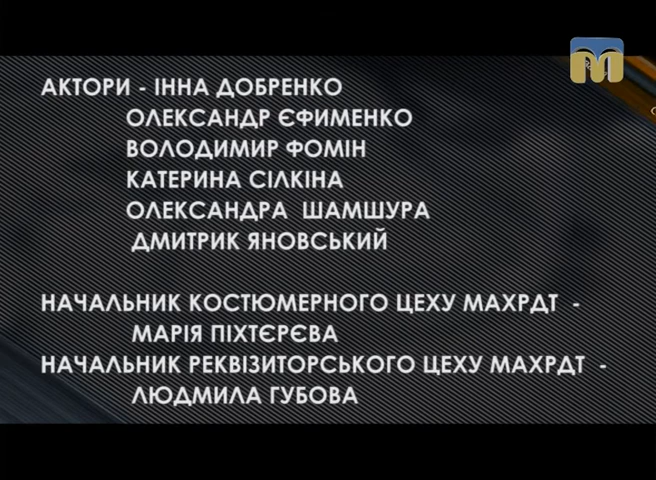 АКТОРИ - ІННА ДОБРЕНКО
ОЛЕКСАНДР ЄФИМЕНКО
ВОЛОДИМИР ФОМІН
КАТЕРИНА СІЛКІНА
ОЛЕКСАНДРА ШАМШУРА
ДМИТРИК ЯНОВСЬКИЙ
НАЧАЛЬНИК КОСТЮМЕРНОГО ЦЕХУ МАХРДТ -
МАРІЯ ПІХТЄРЄВА
НАЧАЛЬНИК РЕКВІЗИТОРСЬКОГО ЦЕХУ МАХРДТ -
ЛЮДМИЛА ГУБОВА